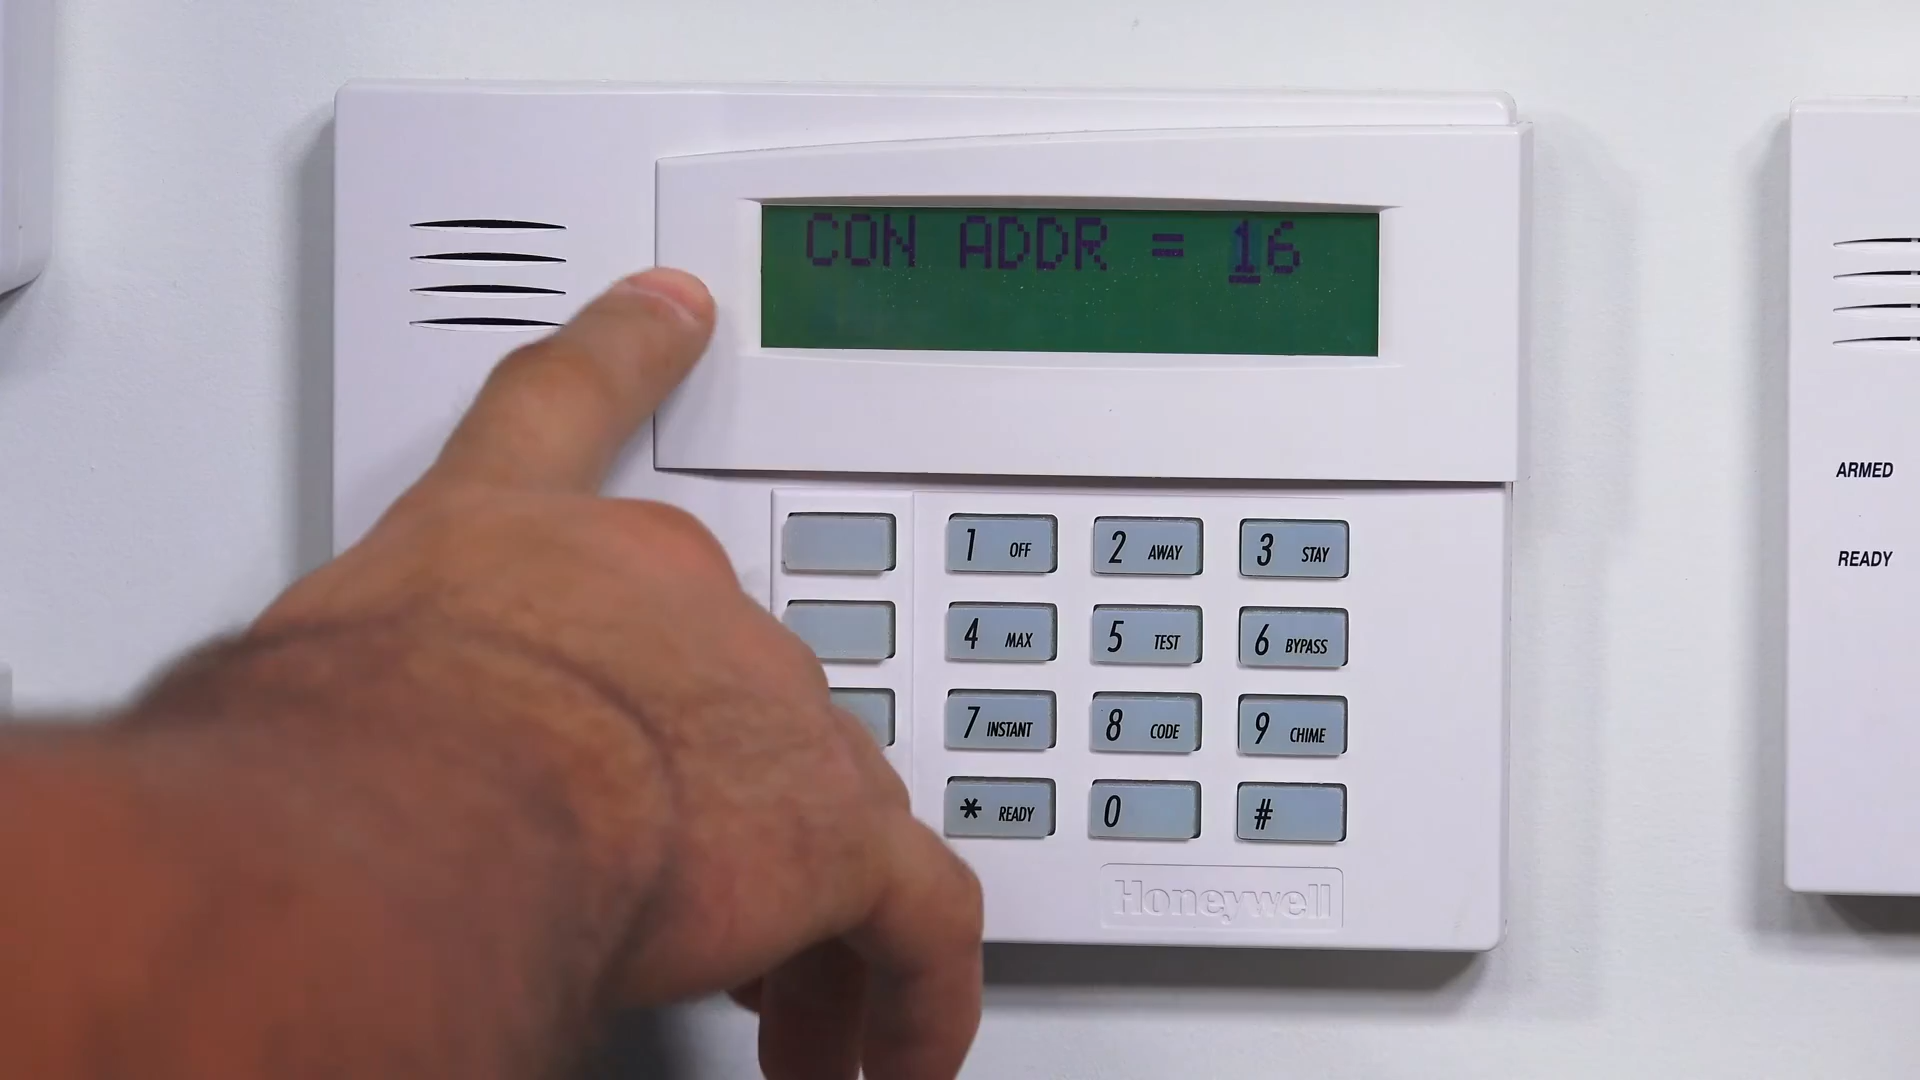 CON ADDR = 16
1 OFF
2 AWAY
3 STAY
4 MAX
5 TEST
6 BYPASS
7 INSTANT
8 CODE
9 CHIME
* READY
0
#
Honeywell
ARMED
READY